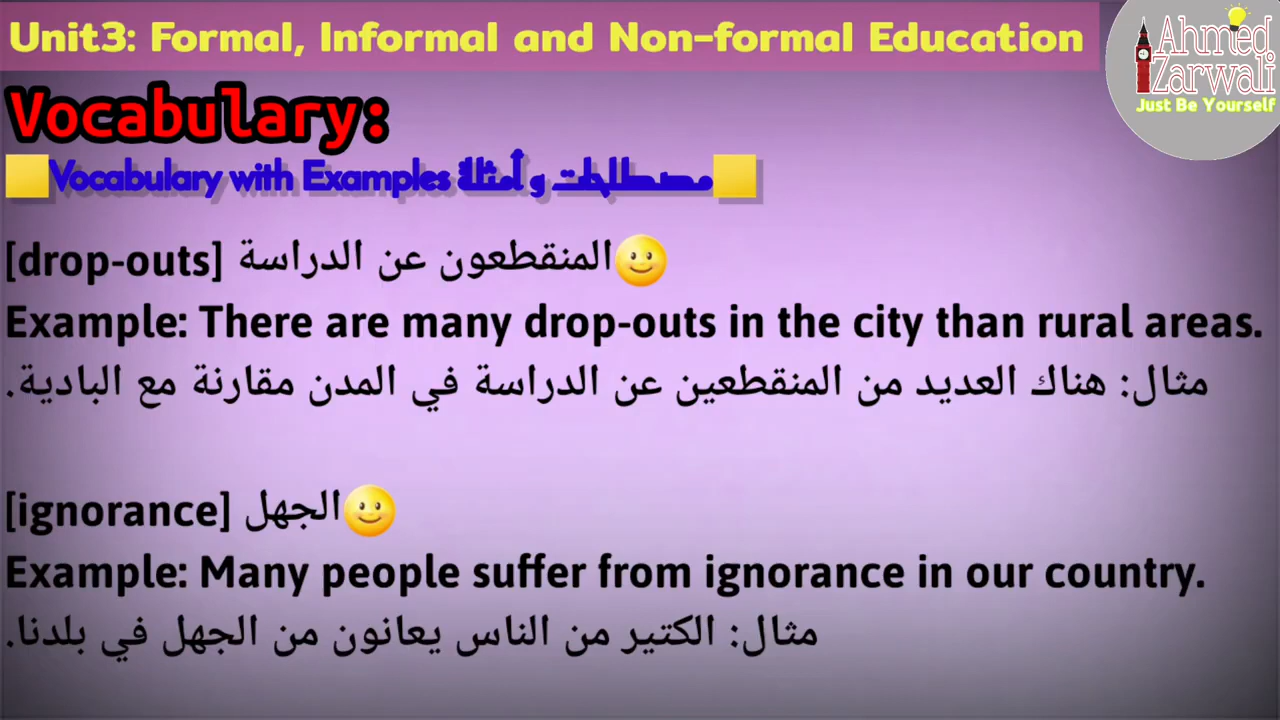 Unit3: Formal, Informal and Non-formal Education
Ahmed
Zarwali
Just Be Yourself
Vocabulary:
Vocabulary with Examples مصطلحات و أمثلة
[drop-outs] المنقطعون عن الدراسة
Example: There are many drop-outs in the city than rural areas.
مثال: هناك العديد من المنقطعين عن الدراسة في المدن مقارنة مع البادية.
[ignorance] الجهل
Example: Many people suffer from ignorance in our country.
مثال: الكتير من الناس يعانون من الجهل في بلدنا.